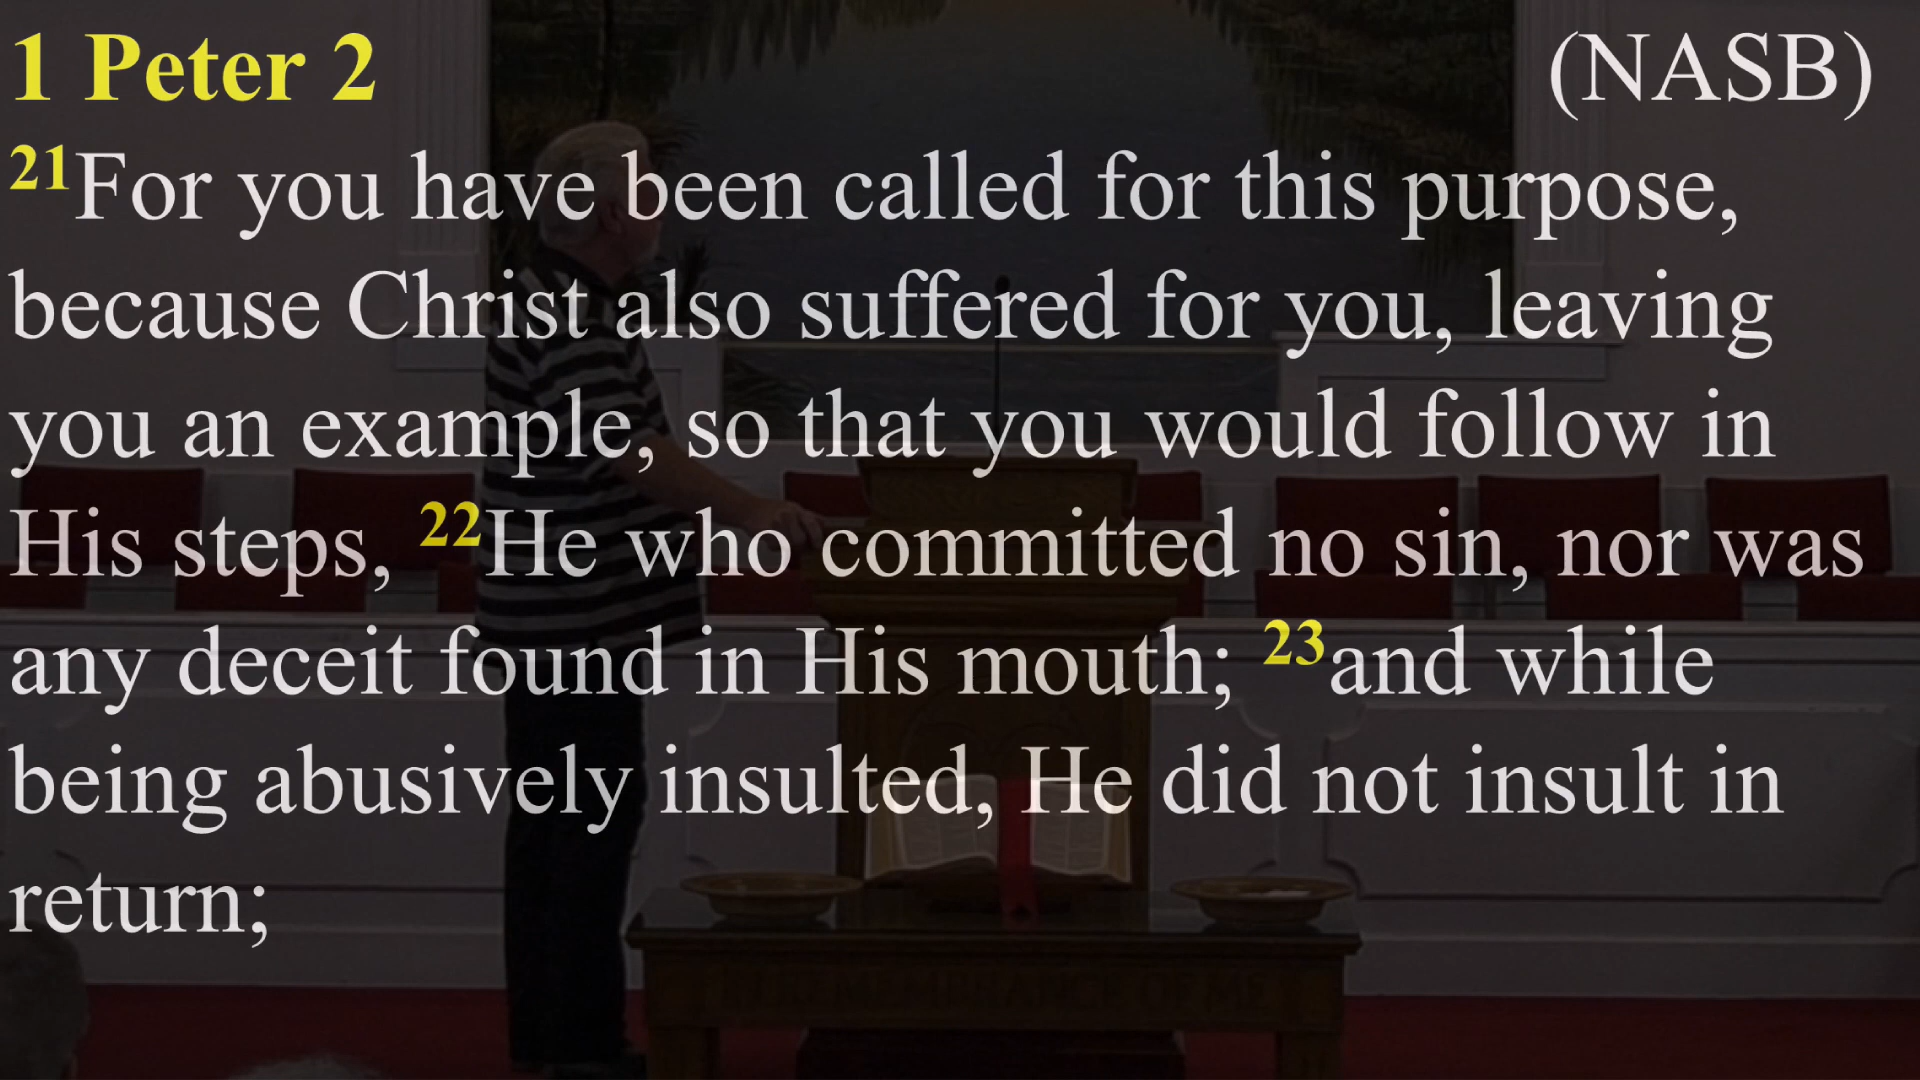 1 Peter 2 (NASB)
21For you have been called for this purpose,
because Christ also suffered for you, leaving
you an example, so that you would follow in
His steps, 22He who committed no sin, nor was
any deceit found in His mouth; 23and while
being abusively insulted, He did not insult in
return;